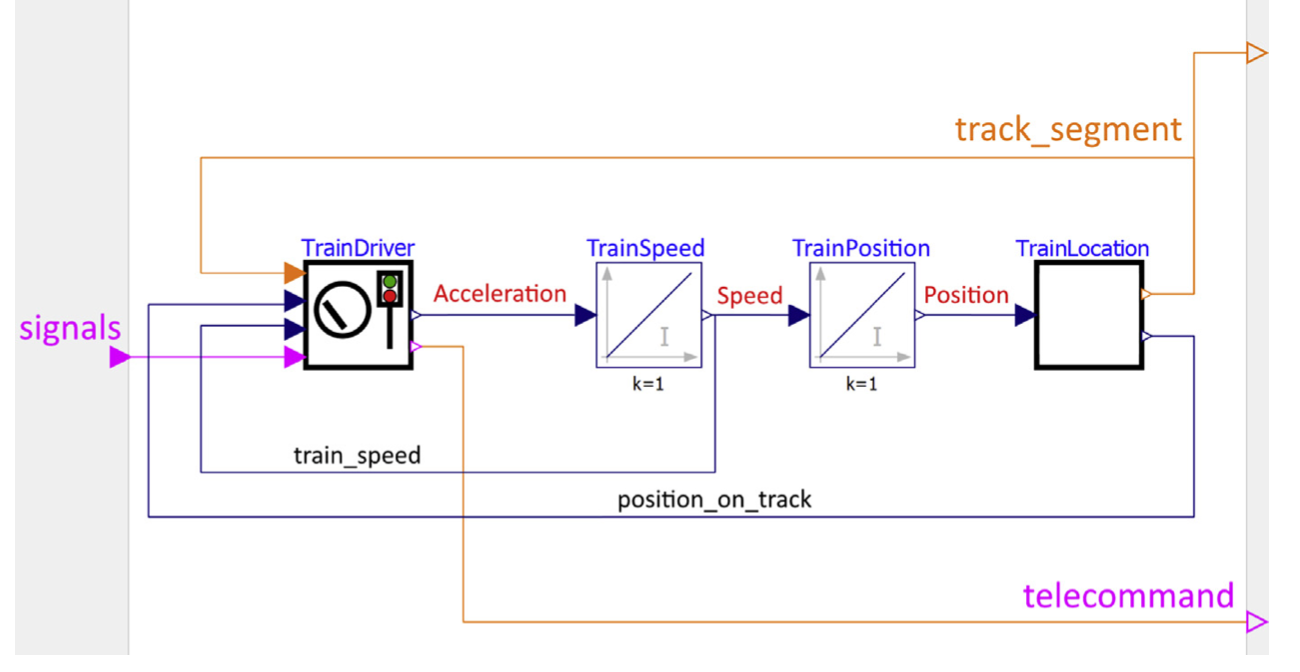 track_segment
TrainDriver
TrainSpeed
TrainPosition
TrainLocation
Acceleration
Speed
Position
signals
I
I
k=1
k=1
train_speed
position_on_track
telecommand